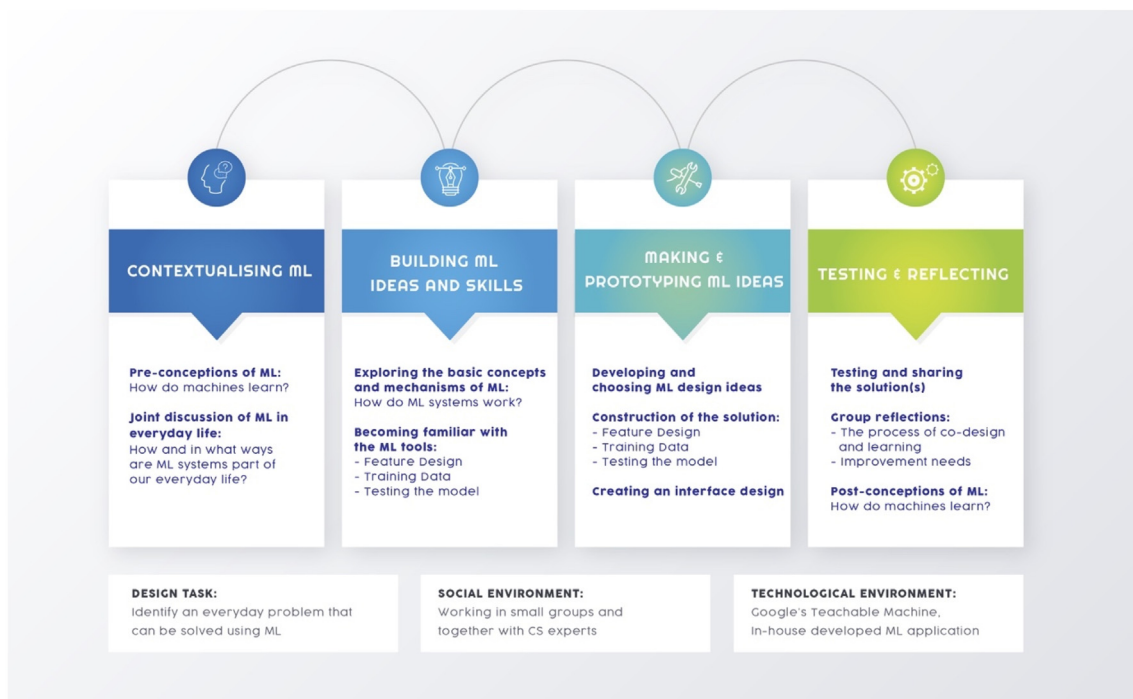 CONTEXTUALISING ML
Pre-conceptions of ML:
How do machines learn?
Joint discussion of ML in
everyday life:
How and in what ways
are ML systems part of
our everyday life?
BUILDING ML
IDEAS AND SKILLS
Exploring the basic concepts
and mechanisms of ML:
How do ML systems work?
Becoming familiar with
the ML tools:
- Feature Design
- Training Data
- Testing the model
MAKING &
PROTOTYPING ML IDEAS
Developing and
choosing ML design ideas
Construction of the solution:
- Feature Design
- Training Data
- Testing the model
Creating an interface design
TESTING & REFLECTING
Testing and sharing
the solution(s)
Group reflections:
- The process of co-design
and learning
- Improvement needs
Post-conceptions of ML:
How do machines learn?
DESIGN TASK:
Identify an everyday problem that
can be solved using ML
SOCIAL ENVIRONMENT:
Working in small groups and
together with CS experts
TECHNOLOGICAL ENVIRONMENT:
Google's Teachable Machine,
In-house developed ML application